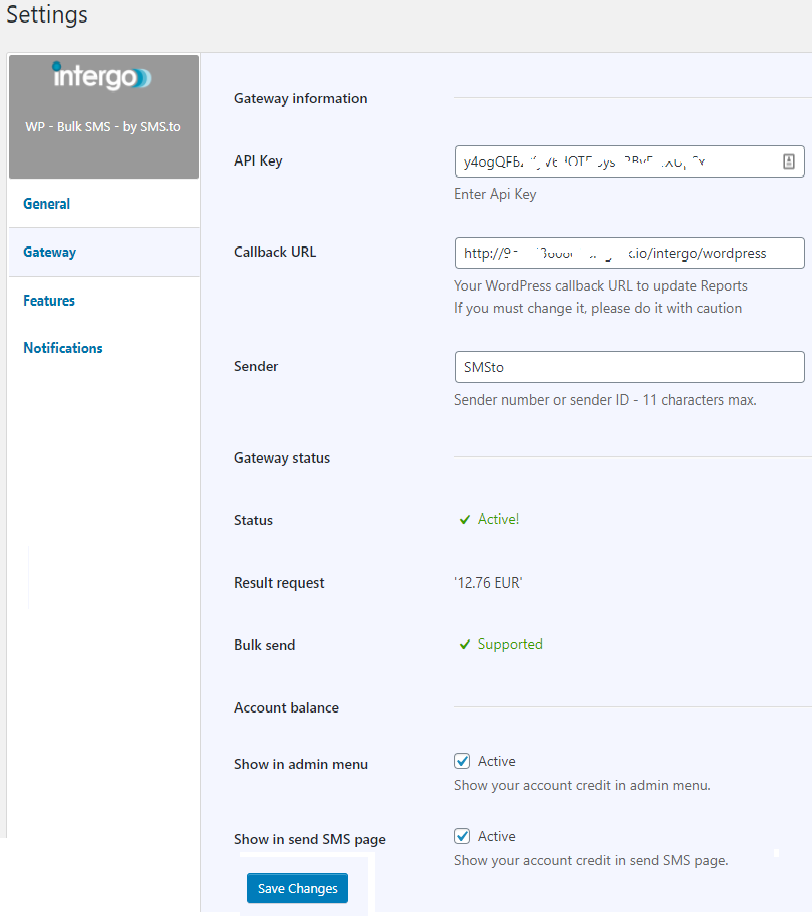 Settings
intergo
WP - Bulk SMS - by SMS.to
General
Gateway
Features
Notifications
Gateway information
API Key
Enter Api Key
Callback URL
.io/intergo/wordpress
Your WordPress callback URL to update Reports
If you must change it, please do it with caution
Sender
SMSto
Sender number or sender ID - 11 characters max.
Gateway status
Status
Active!
Result request
'12.76 EUR'
Bulk send
Supported
Account balance
Show in admin menu
Active
Show your account credit in admin menu.
Show in send SMS page
Active
Show your account credit in send SMS page.
Save Changes